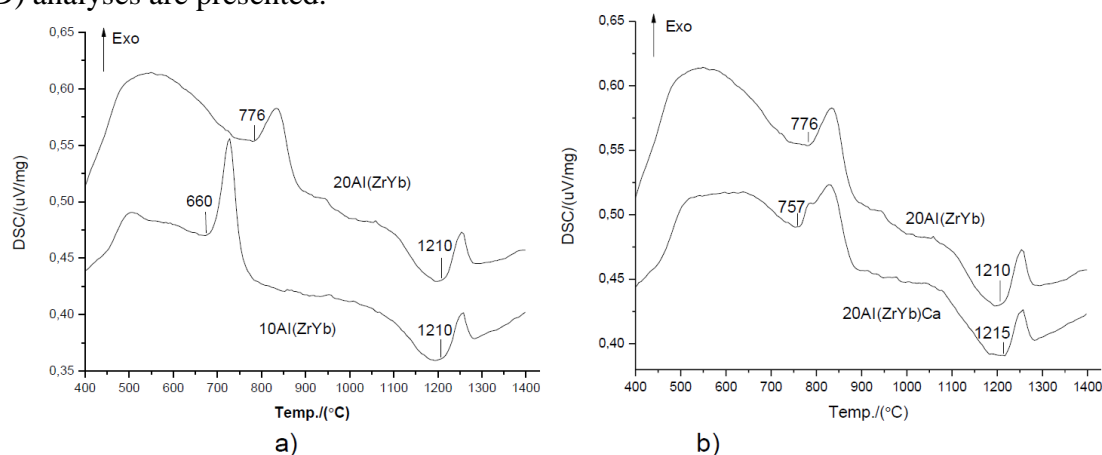 D) analyses are presented.
Exo
0,65
0,60
0,55
0,50
0,45
0,40
0,35
DSC/(uV/mg)
776
660
20Al(ZrYb)
1210
10Al(ZrYb)
1210
400 500 600 700 800 900 1000 1100 1200 1300 1400
Temp./(°C)
a)
Exo
0,65
0,60
0,55
0,50
0,45
0,40
DSC/(uV/mg)
776
757
20Al(ZrYb)
1210
20Al(ZrYb)Ca
1215
400 500 600 700 800 900 1000 1100 1200 1300 1400
Temp./(°C)
b)